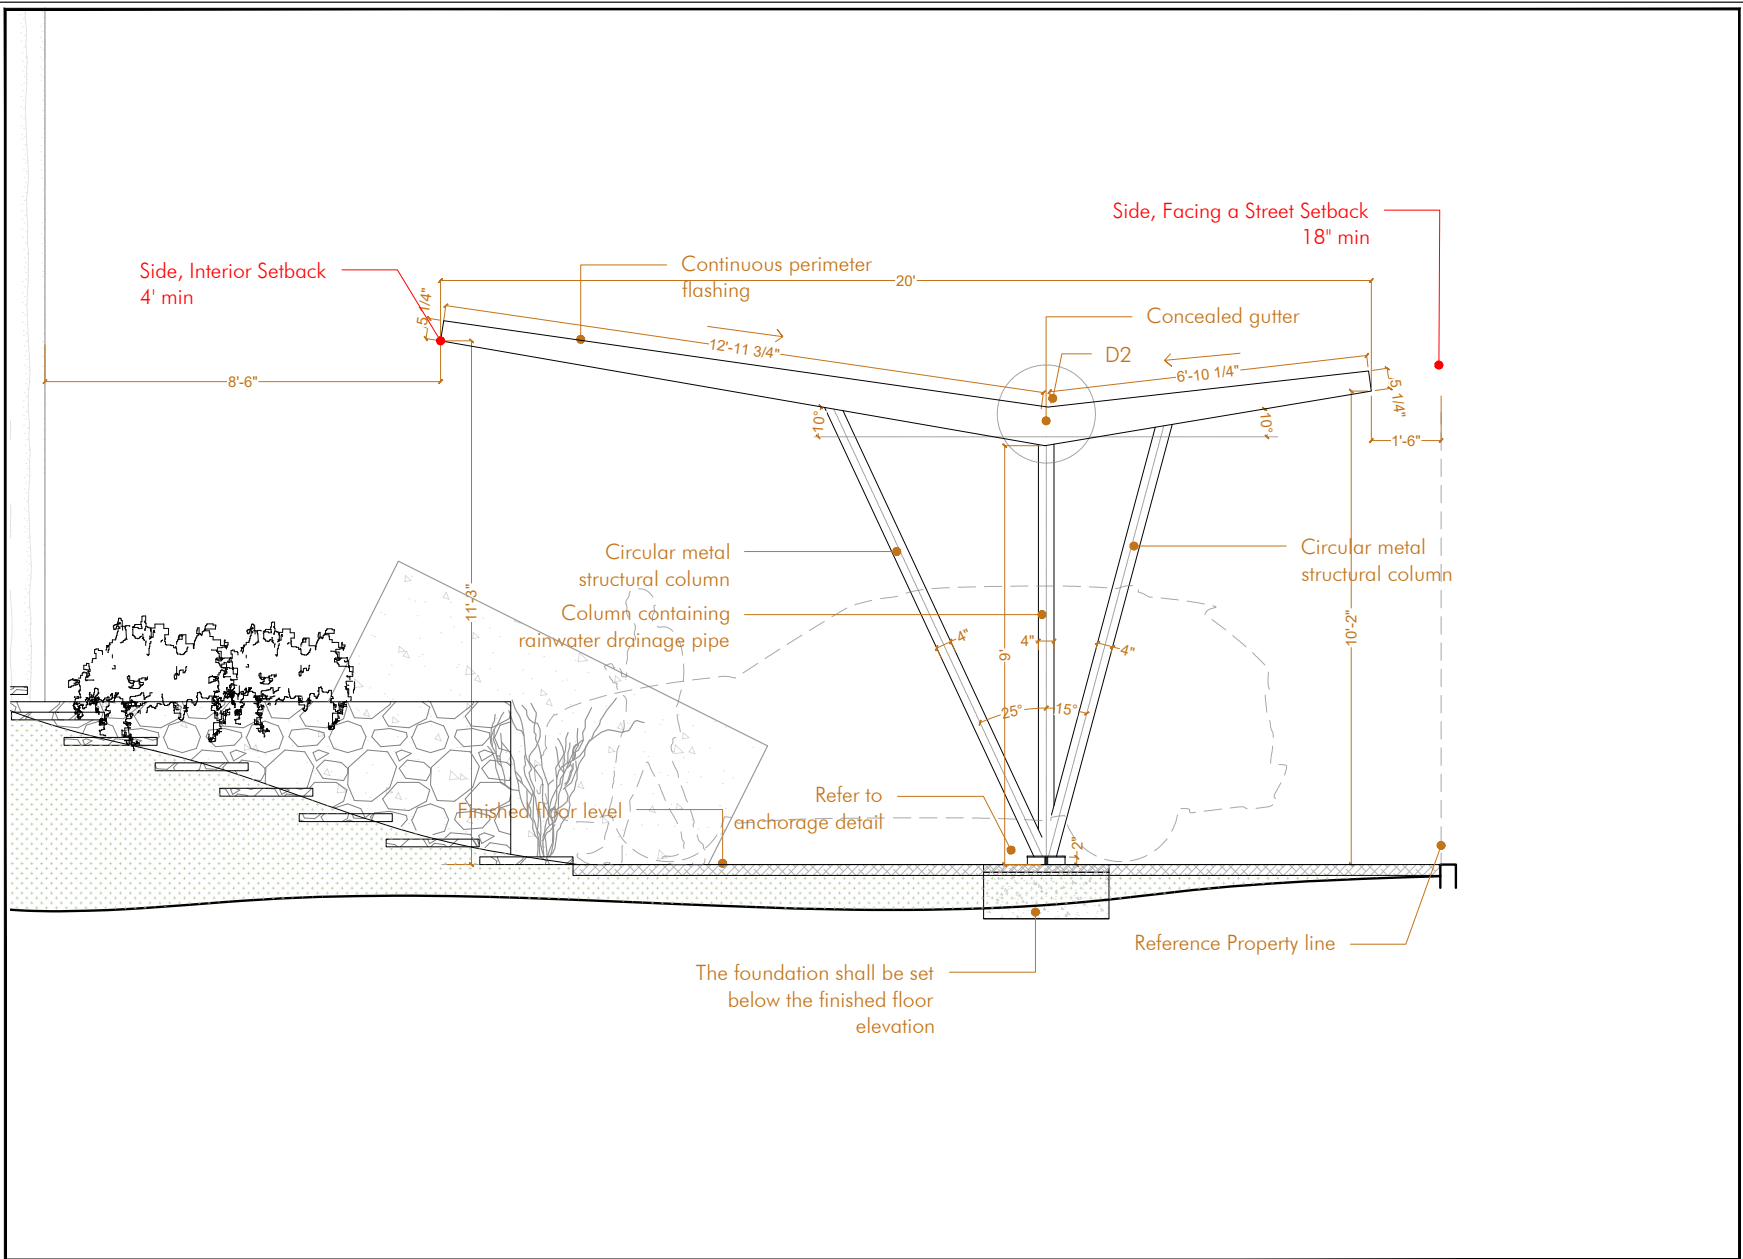 Side, Facing a Street Setback
18" min
Side, Interior Setback
4' min
Continuous perimeter
flashing
20'
5 1/4"
Concealed gutter
12'-11 3/4"
D2
6'-10 1/4"
5 1/4"
8'-6"
10°
10°
1'-6"
Circular metal
structural column
Circular metal
structural column
11'-3"
Column containing
rainwater drainage pipe
4"
4"
4"
9'
10'-2"
25°
15°
Refer to
anchorage detail
Finished floor level
2"
Reference Property line
The foundation shall be set
below the finished floor
elevation